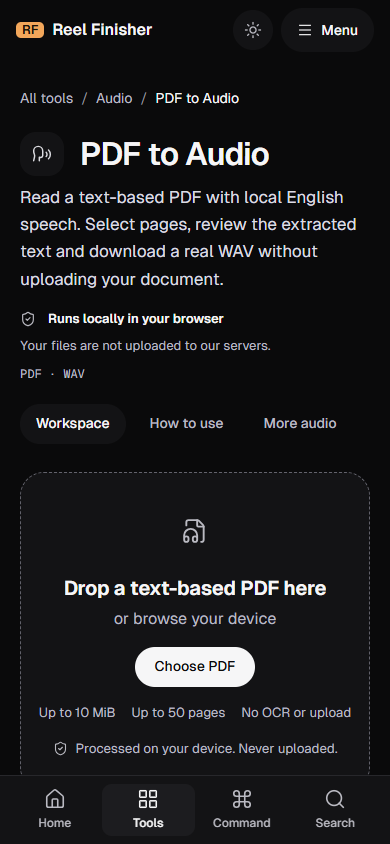 RF Reel Finisher
Menu
All tools / Audio / PDF to Audio
PDF to Audio
Read a text-based PDF with local English
speech. Select pages, review the extracted
text and download a real WAV without
uploading your document.
Runs locally in your browser
Your files are not uploaded to our servers.
PDF · WAV
Workspace How to use More audio
Drop a text-based PDF here
or browse your device
Choose PDF
Up to 10 MiB Up to 50 pages No OCR or upload
Processed on your device. Never uploaded.
Home Tools Command Search